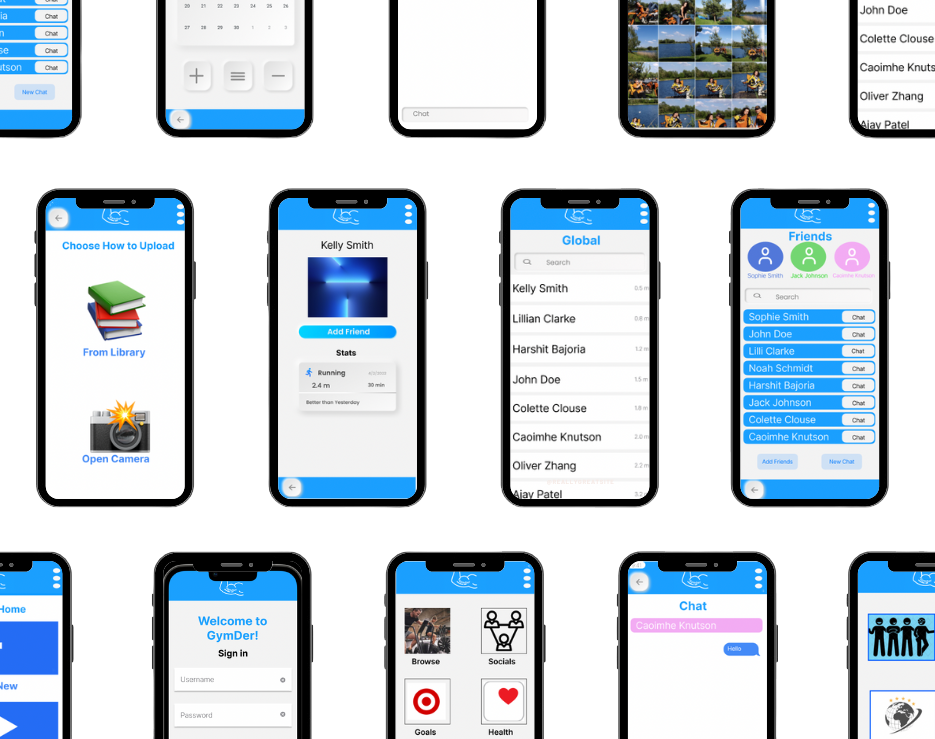 Chat
Chat
Chat
Chat
utson Chat
New Chat
20 21 22 23 24 25 26
27 28 29 30 1 2 3
Chat
John Doe
Colette Clouse
Caoimhe Knuts
Oliver Zhang
Ajay Patel
Choose How to Upload
From Library
Open Camera
Kelly Smith
Add Friend
Stats
Running
2.4 m 30 min
Better than Yesterday
Global
Search
Kelly Smith 0.5 m
Lillian Clarke 0.8 m
Harshit Bajoria 1.2 m
John Doe 1.5 m
Colette Clouse 1.8 m
Caoimhe Knutson 2.0 m
Oliver Zhang 2.2 m
Ajay Patel 3.2
Friends
Sophie Smith Jack Johnson Caoimhe Knutson
Search
Sophie Smith Chat
John Doe Chat
Lilli Clarke Chat
Noah Schmidt Chat
Harshit Bajoria Chat
Jack Johnson Chat
Colette Clouse Chat
Caoimhe Knutson Chat
Add Friends New Chat
Home
New
Welcome to
GymDer!
Sign in
Username
Password
Browse Socials
Goals Health
Chat
Caoimhe Knutson
Hello